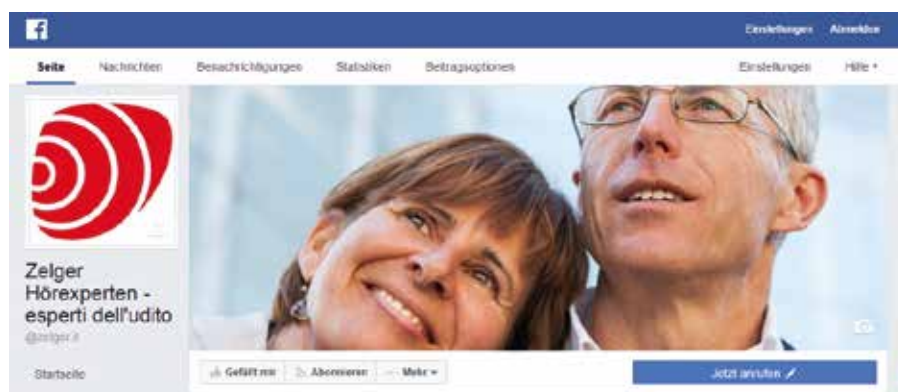 f
Einstellungen Abmelden
Seite Nachrichten Benachrichtigungen Statistiken Beitragsoptionen Einstellungen Hilfe
Zelger
Hörexperten -
esperti dell'udito
@zelger.it
Startseite
Gefällt mir Abonnieren Mehr
Jetzt anrufen